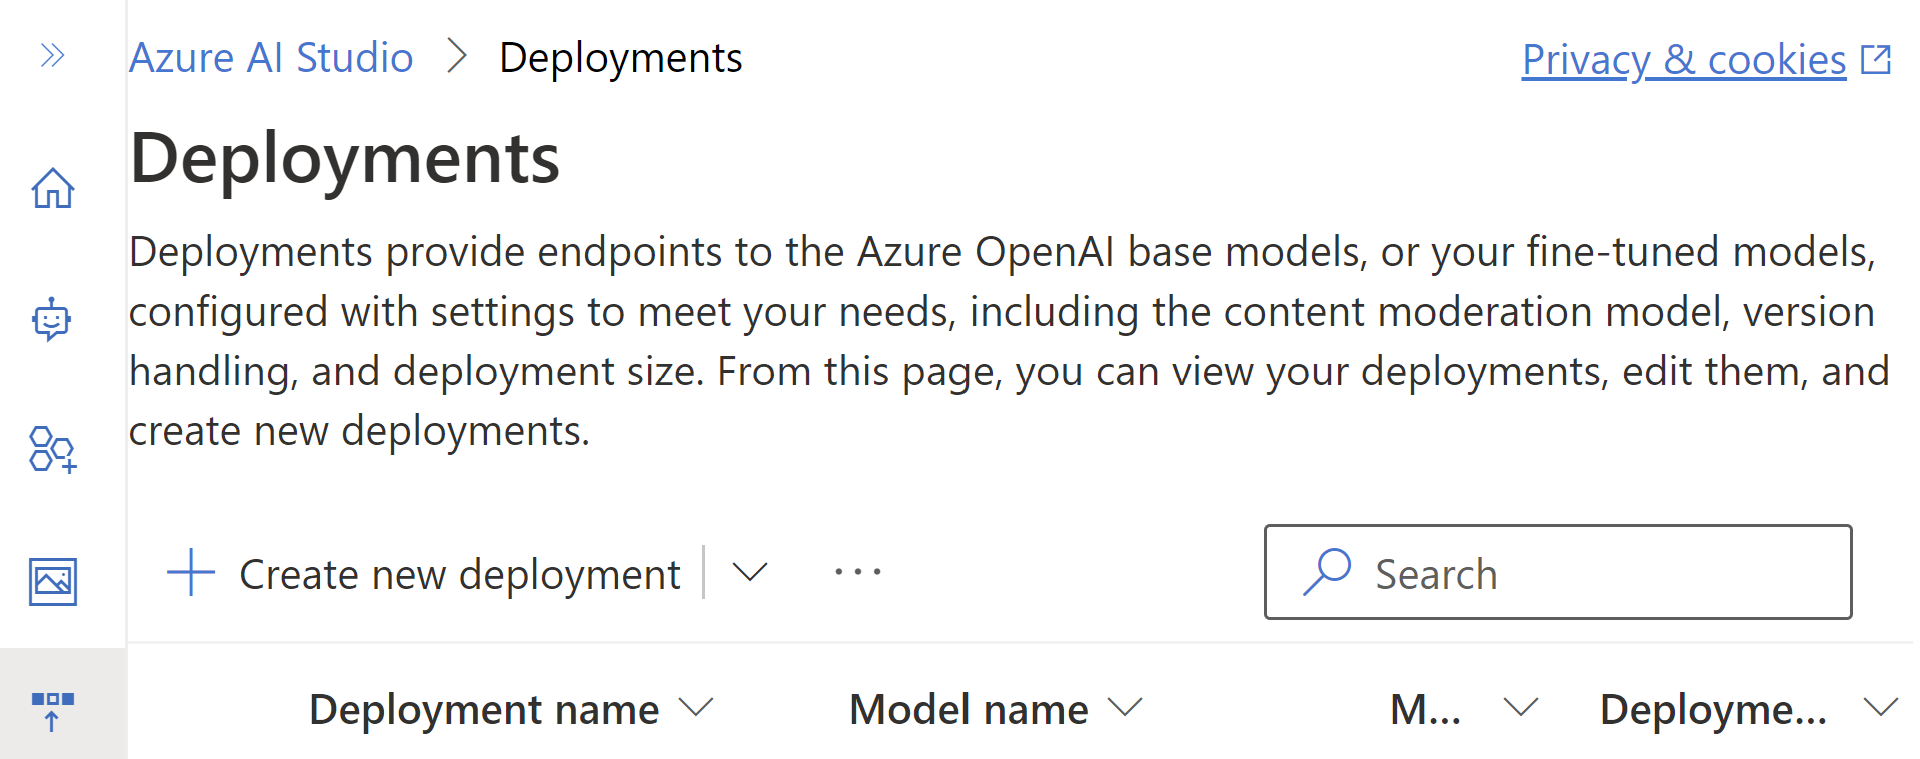 Azure AI Studio > Deployments
Privacy & cookies
Deployments
Deployments provide endpoints to the Azure OpenAI base models, or your fine-tuned models,
configured with settings to meet your needs, including the content moderation model, version
handling, and deployment size. From this page, you can view your deployments, edit them, and
create new deployments.
Create new deployment
Search
Deployment name
Model name
M...
Deployme...